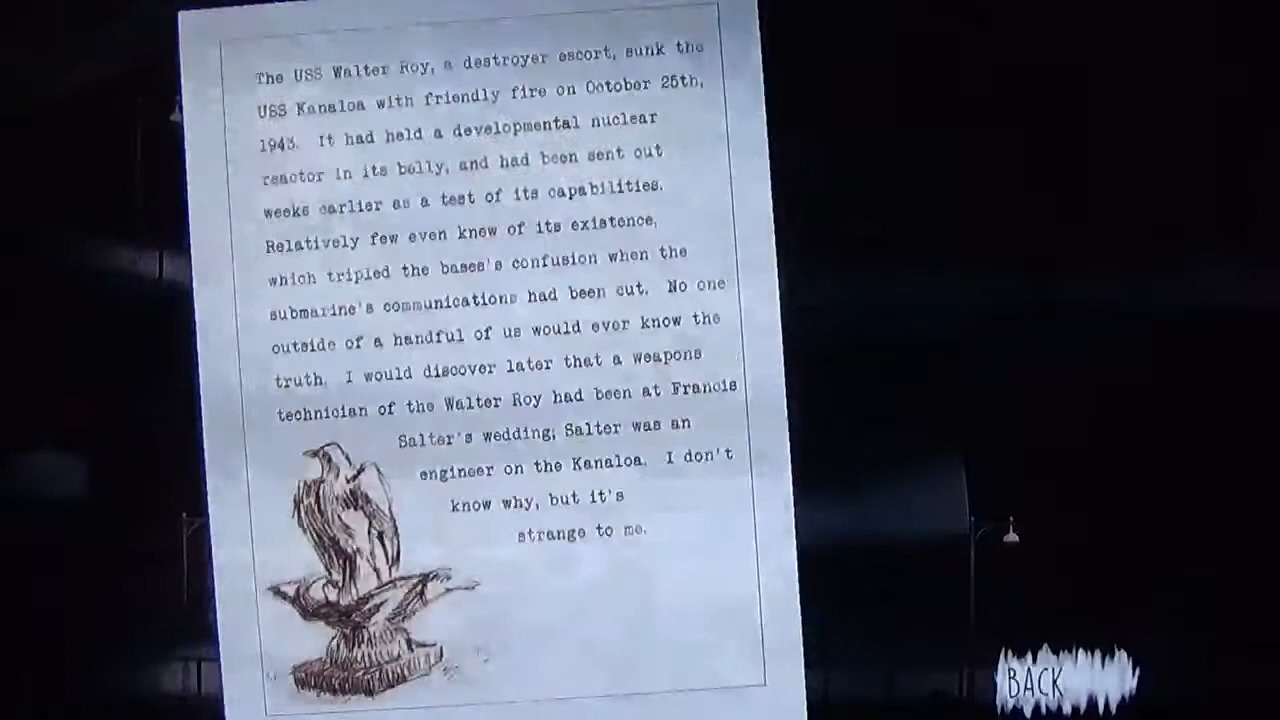 The USS Walter Roy, a destroyer escort, sunk the
USS Kanaloa with friendly fire on October 25th,
1943. It had held a developmental nuclear
reactor in its belly, and had been sent out
weeks earlier as a test of its capabilities.
Relatively few even knew of its existence,
which tripled the bases's confusion when the
submarine's communications had been cut. No one
outside of a handful of us would ever know the
truth. I would discover later that a weapons
technician of the Walter Roy had been at Francis
Salter's wedding; Salter was an
engineer on the Kanaloa. I don't
know why, but it's
strange to me.
BACK